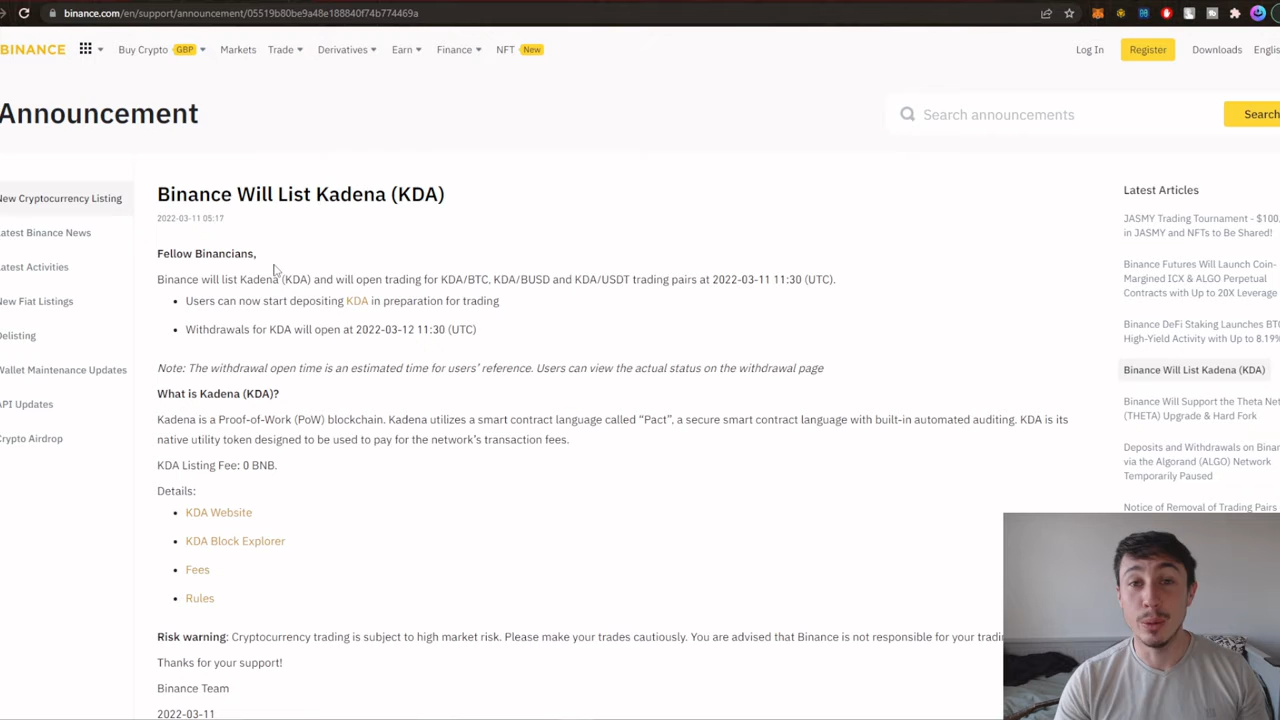 binance.com/en/support/announcement/05519b80be9a48e188840f74b774469a
BINANCE Buy Crypto GBP Markets Trade Derivatives Earn Finance NFT New Log In Register Downloads
Announcement
Search announcements
Search
New Cryptocurrency Listing
Latest Binance News
Latest Activities
New Fiat Listings
Delisting
Wallet Maintenance Updates
API Updates
Crypto Airdrop
Binance Will List Kadena (KDA)
2022-03-11 05:17
Fellow Binancians,
Binance will list Kadena (KDA) and will open trading for KDA/BTC, KDA/BUSD and KDA/USDT trading pairs at 2022-03-11 11:30 (UTC).
• Users can now start depositing KDA in preparation for trading
• Withdrawals for KDA will open at 2022-03-12 11:30 (UTC)
Note: The withdrawal open time is an estimated time for users’ reference. Users can view the actual status on the withdrawal page
What is Kadena (KDA)?
Kadena is a Proof-of-Work (PoW) blockchain. Kadena utilizes a smart contract language called “Pact”, a secure smart contract language with built-in automated auditing. KDA is its
native utility token designed to be used to pay for the network’s transaction fees.
KDA Listing Fee: 0 BNB.
Details:
• KDA Website
• KDA Block Explorer
• Fees
• Rules
Risk warning: Cryptocurrency trading is subject to high market risk. Please make your trades cautiously. You are advised that Binance is not responsible for your
Thanks for your support!
Binance Team
2022-03-11
Latest Articles
JASMY Trading Tournament - $100,
in JASMY and NFTs to Be Shared!
Binance Futures Will Launch Coin-
Margined ICX & ALGO Perpetual
Contracts with Up to 20X Leverage
Binance DeFi Staking Launches BTC
High-Yield Activity with Up to 8.19%
Binance Will List Kadena (KDA)
Binance Will Support the Theta
(THETA) Upgrade & Hard Fork
Deposits and Withdrawals on
via the Algorand (ALGO) Network
Temporarily Paused
Notice of Removal of Trading Pairs